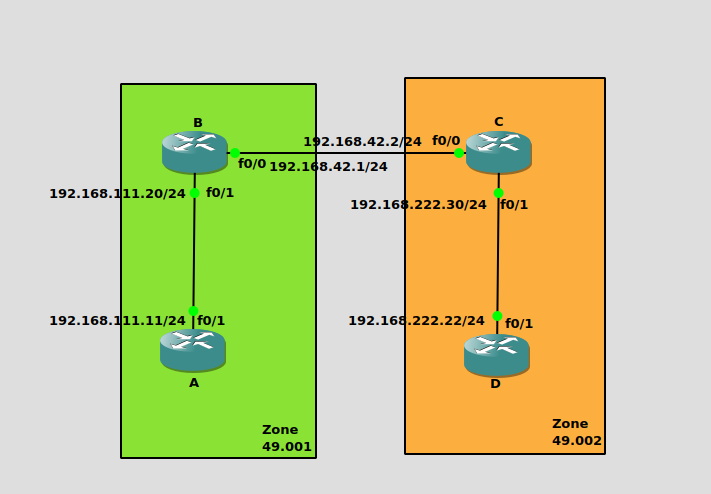 B
C
192.168.42.2/24
f0/0
f0/0
192.168.42.1/24
192.168.111.20/24
f0/1
192.168.222.30/24
f0/1
192.168.111.11/24
f0/1
192.168.222.22/24
f0/1
A
D
Zone
49.001
Zone
49.002